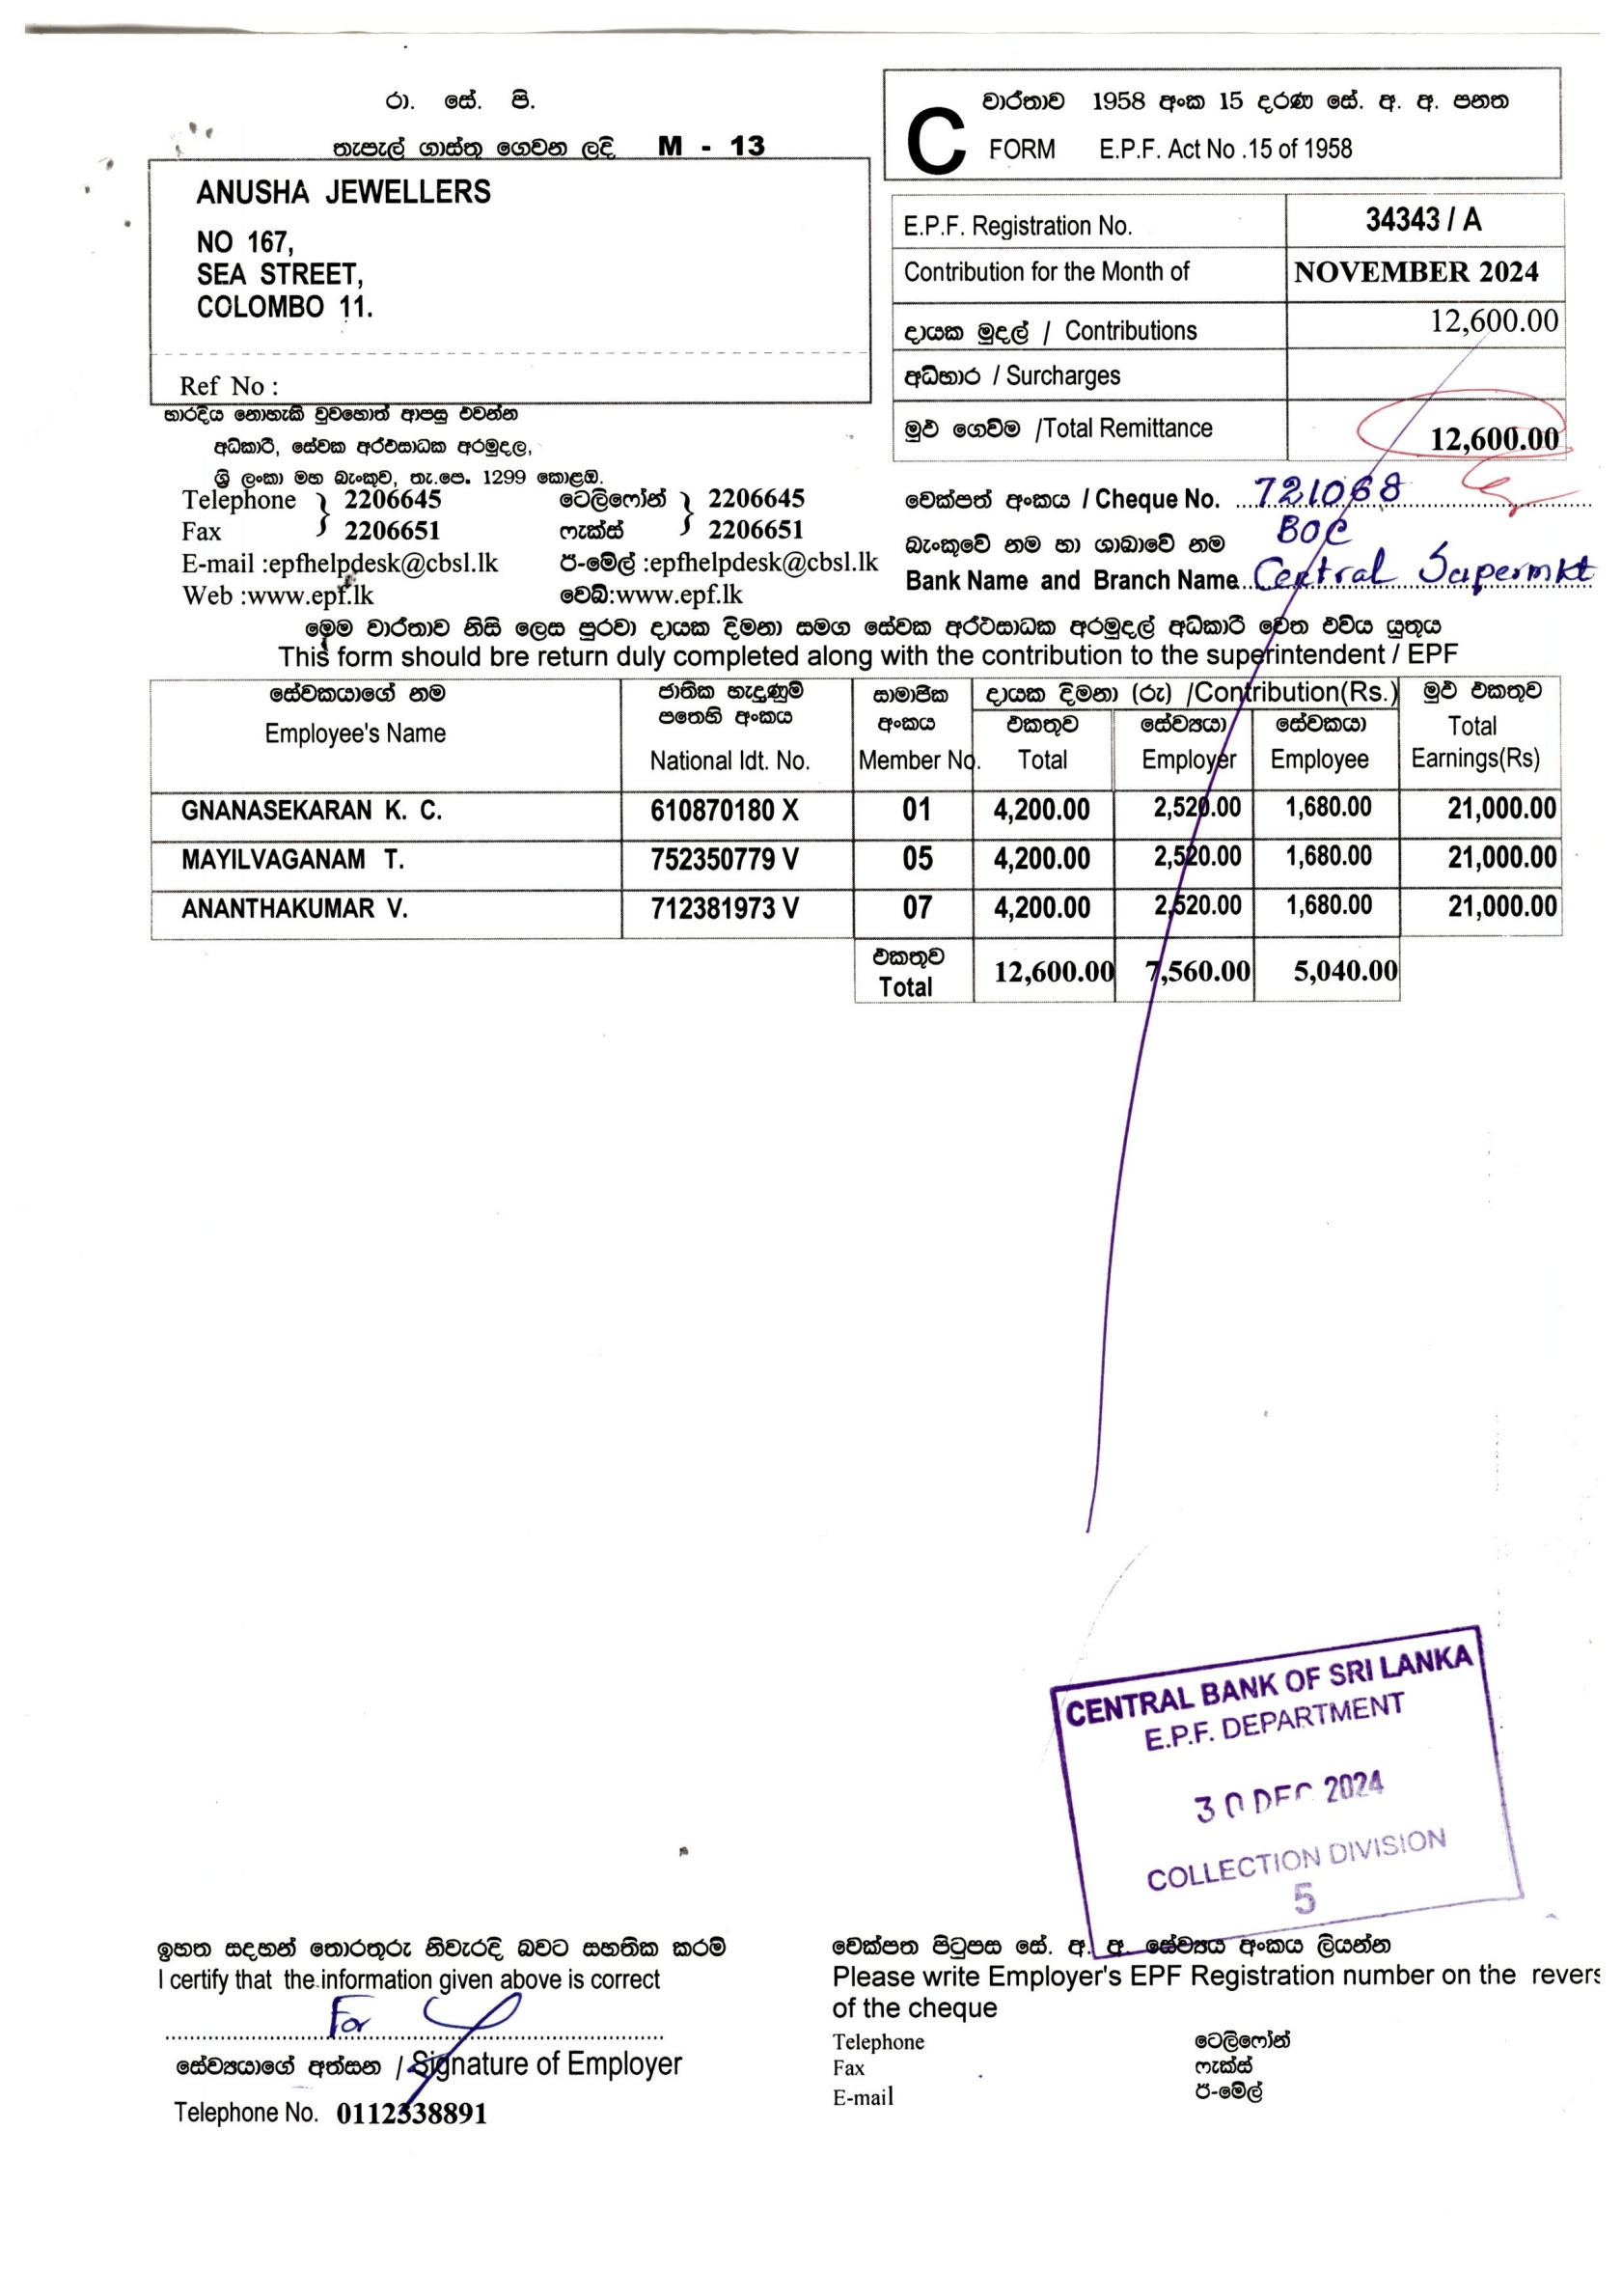 රා. සේ. පි.
තැපැල් ගාස්තු ගෙවන ලදි M - 13
ANUSHA JEWELLERS
NO 167,
SEA STREET,
COLOMBO 11.
Ref No :
භාරදිය නොහැකි වුවහොත් ආපසු එවන්න
අධිකාරී, සේවක අර්ථසාධක අරමුදල,
ශ්‍රී ලංකා මහ බැංකුව, තැ.පෙ. 1299 කොළඹ.
Telephone } 2206645 ටෙලිෆෝන් } 2206645
Fax 2206651 ෆැක්ස් 2206651
E-mail :epfhelpdesk@cbsl.lk ඊ-මේල් :epfhelpdesk@cbsl.lk
Web :www.epf.lk වෙබ්:www.epf.lk
C වාර්තාව 1958 අංක 15 දරණ සේ. අ. අ. පනත
FORM E.P.F. Act No .15 of 1958
E.P.F. Registration No. 34343 / A
Contribution for the Month of NOVEMBER 2024
දායක මුදල් / Contributions 12,600.00
අධිභාර / Surcharges
මුළු ගෙවීම /Total Remittance 12,600.00
චෙක්පත් අංකය / Cheque No. 721068
බැංකුවේ නම හා ශාඛාවේ නම BOC
Bank Name and Branch Name Central Supermkt
මෙම වාර්තාව නිසි ලෙස පුරවා දායක දීමනා සමග සේවක අර්ථසාධක අරමුදල් අධිකාරී වෙත එවිය යුතුය
This form should bre return duly completed along with the contribution to the superintendent / EPF
සේවකයාගේ නම ජාතික හැඳුණුම් සාමාජික දායක දීමනා (රු) /Contribution(Rs.) මුළු එකතුව
පතෙහි අංකය අංකය එකතුව සේව්‍යයා සේවකයා Total
Employee's Name National Idt. No. Member No. Total Employer Employee Earnings(Rs)
GNANASEKARAN K. C. 610870180 X 01 4,200.00 2,520.00 1,680.00 21,000.00
MAYILVAGANAM T. 752350779 V 05 4,200.00 2,520.00 1,680.00 21,000.00
ANANTHAKUMAR V. 712381973 V 07 4,200.00 2,520.00 1,680.00 21,000.00
එකතුව
Total 12,600.00 7,560.00 5,040.00
CENTRAL BANK OF SRI LANKA
E.P.F. DEPARTMENT
30 DEC 2024
COLLECTION DIVISION
5
ඉහත සඳහන් තොරතුරු නිවැරදි බවට සහතික කරමි
I certify that the information given above is correct
For
සේව්‍යයාගේ අත්සන / Signature of Employer
Telephone No. 0112338891
චෙක්පත පිටුපස සේ. අ. අ. සේව්‍යය අංකය ලියන්න
Please write Employer's EPF Registration number on the revers
of the cheque
Telephone ටෙලිෆෝන්
Fax ෆැක්ස්
E-mail ඊ-මේල්